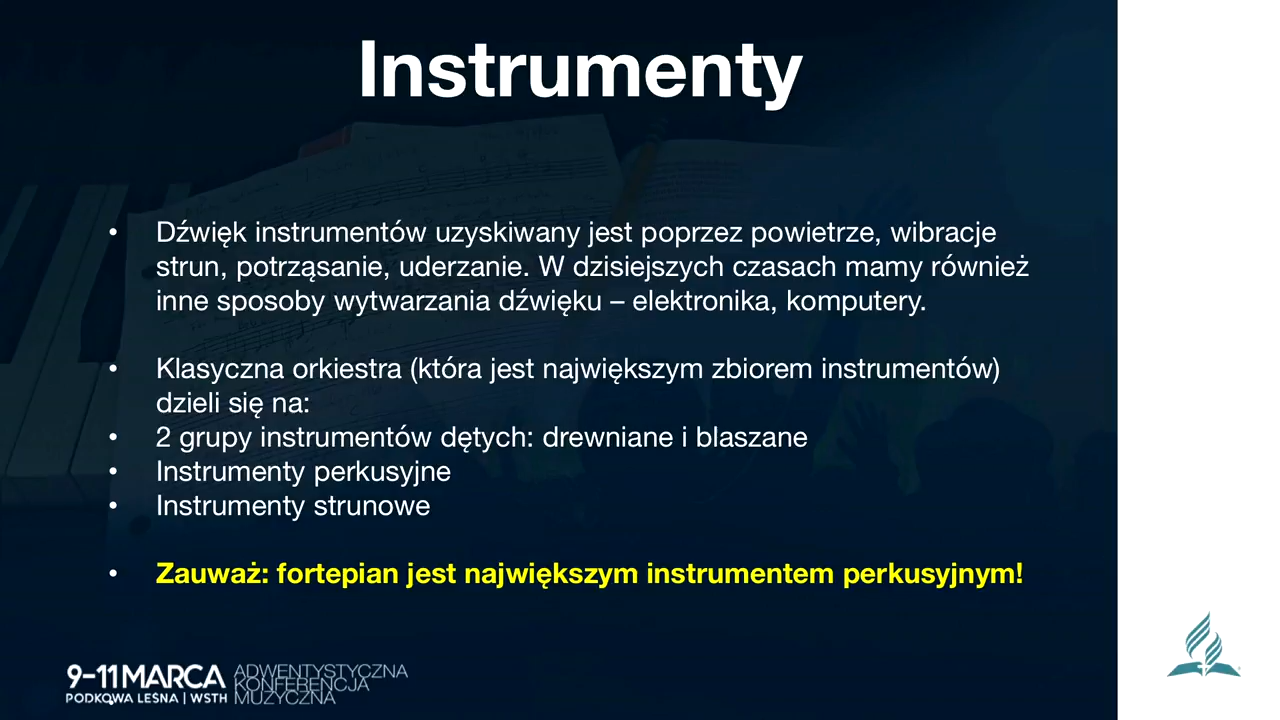 Instrumenty
• Dźwięk instrumentów uzyskiwany jest poprzez powietrze, wibracje
strun, potrząsanie, uderzanie. W dzisiejszych czasach mamy również
inne sposoby wytwarzania dźwięku – elektronika, komputery.
• Klasyczna orkiestra (która jest największym zbiorem instrumentów)
dzieli się na:
• 2 grupy instrumentów dętych: drewniane i blaszane
• Instrumenty perkusyjne
• Instrumenty strunowe
• Zauważ: fortepian jest największym instrumentem perkusyjnym!
9-11 MARCA
PODKOWA LEŚNA | WSTH
ADWENTYSTYCZNA
KONFERENCJA
MUZYCZNA